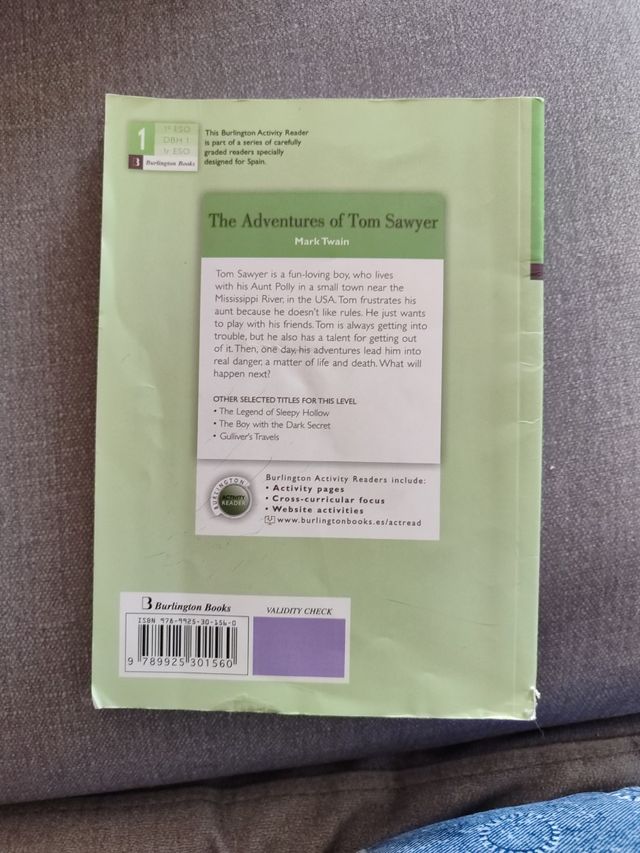 1
1º ESO
DBH 1
1r ESO
B Burlington Books
This Burlington Activity Reader
is part of a series of carefully
graded readers specially
designed for Spain.
The Adventures of Tom Sawyer
Mark Twain
Tom Sawyer is a fun-loving boy, who lives
with his Aunt Polly in a small town near the
Mississippi River, in the USA. Tom frustrates his
aunt because he doesn't like rules. He just wants
to play with his friends. Tom is always getting into
trouble, but he also has a talent for getting out
of it. Then, one day, his adventures lead him into
real danger, a matter of life and death. What will
happen next?
OTHER SELECTED TITLES FOR THIS LEVEL
• The Legend of Sleepy Hollow
• The Boy with the Dark Secret
• Gulliver's Travels
BURLINGTON
ACTIVITY
READER
Burlington Activity Readers include:
• Activity pages
• Cross-curricular focus
• Website activities
www.burlingtonbooks.es/actread
B Burlington Books
VALIDITY CHECK
ISBN 978-9925-30-156-0
9 789925 301560